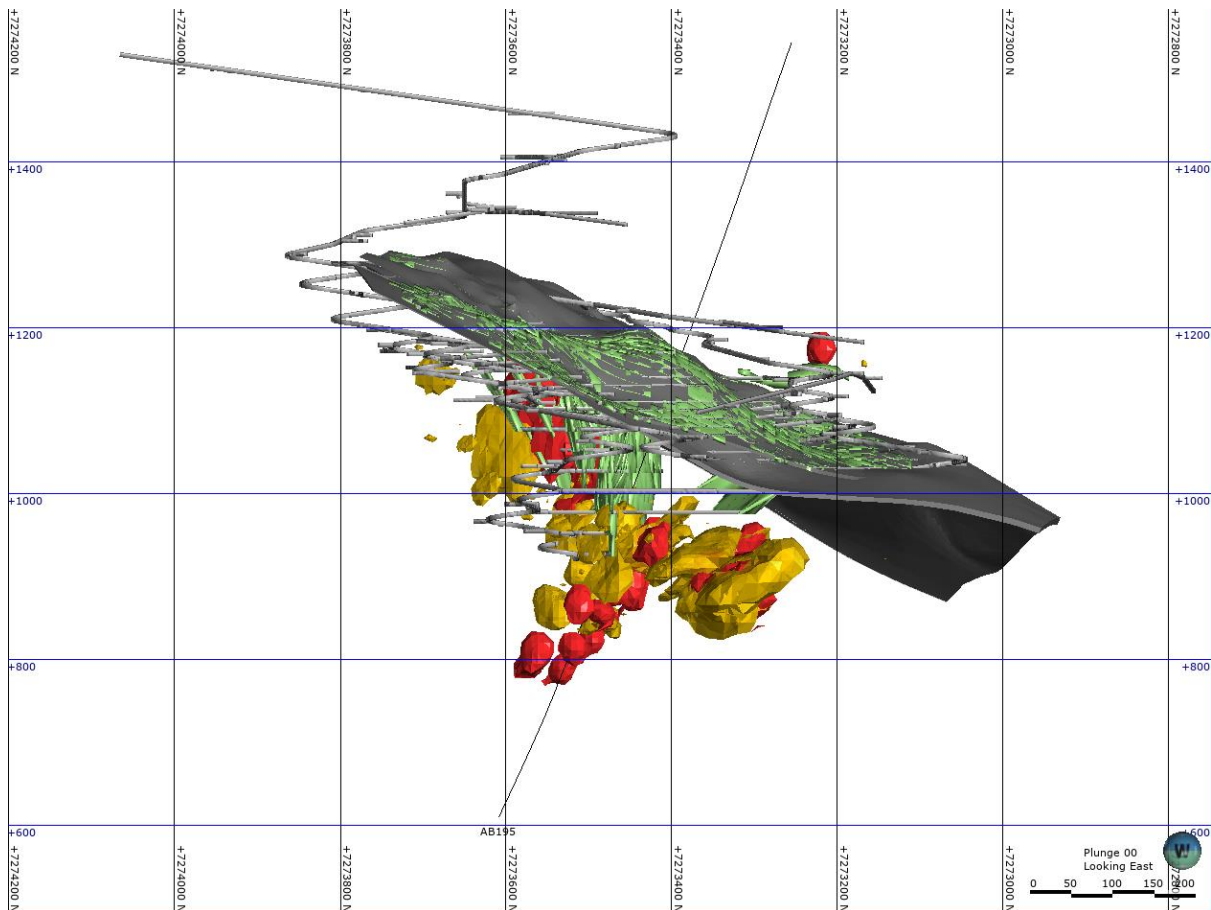 +7274200 N
+7274000 N
+7273800 N
+7273600 N
+7273400 N
+7273200 N
+7273000 N
+7272800 N
+1400
+1400
+1200
+1200
+1000
+1000
+800
+800
+600
+600
AB195
Plunge 00
Looking East
W
0 50 100 150 200
+7274200 N
+7274000 N
+7273800 N
+7273600 N
+7273400 N
+7273200 N
+7273000 N